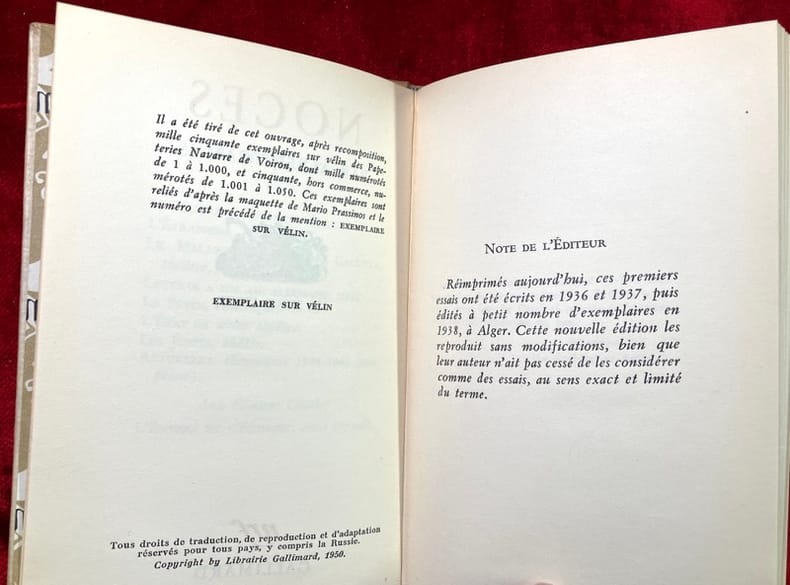 Il a été tiré de cet ouvrage, après recomposition,
mille cinquante exemplaires sur vélin des Pape-
teries Navarre de Voiron, dont mille numérotés
de 1 à 1.000, et cinquante, hors commerce, nu-
mérotés de 1.001 à 1.050. Ces exemplaires sont
reliés d'après la maquette de Mario Prassinos et le
numéro est précédé de la mention : EXEMPLAIRE
SUR VÉLIN.
EXEMPLAIRE SUR VÉLIN
Tous droits de traduction, de reproduction et d'adaptation
réservés pour tous pays, y compris la Russie.
Copyright by Librairie Gallimard, 1950.
NOTE DE L'ÉDITEUR
Réimprimés aujourd'hui, ces premiers
essais ont été écrits en 1936 et 1937, puis
édités à petit nombre d'exemplaires en
1938, à Alger. Cette nouvelle édition les
reproduit sans modifications, bien que
leur auteur n'ait pas cessé de les considérer
comme des essais, au sens exact et limité
du terme.